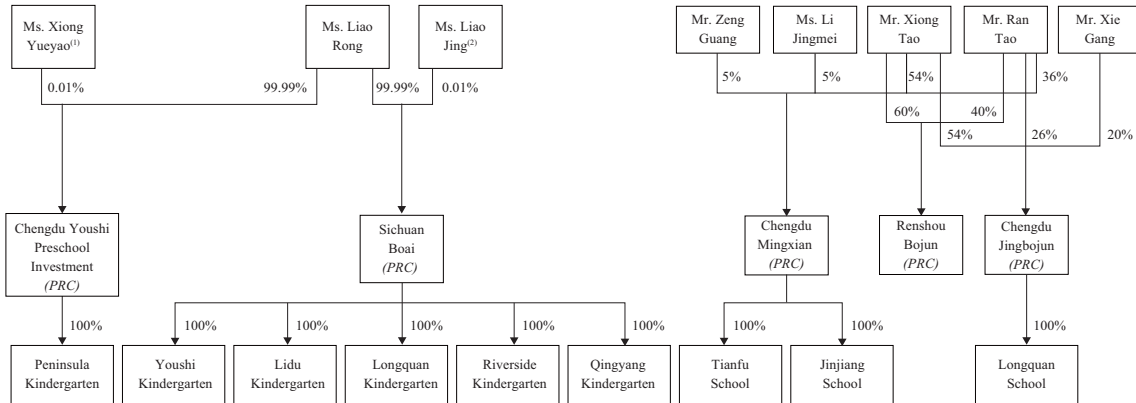 Ms. Xiong
Yueyao(1)
Ms. Liao
Rong
Ms. Liao
Jing(2)
Mr. Zeng
Guang
Ms. Li
Jingmei
Mr. Xiong
Tao
Mr. Ran
Tao
Mr. Xie
Gang
0.01%
99.99%
99.99%
0.01%
5%
5%
54%
36%
60%
40%
54%
26%
20%
Chengdu Youshi
Preschool
Investment
(PRC)
Sichuan
Boai
(PRC)
Chengdu
Mingxian
(PRC)
Renshou
Bojun
(PRC)
Chengdu
Jingbojun
(PRC)
100%
100%
100%
100%
100%
100%
100%
100%
100%
Peninsula
Kindergarten
Youshi
Kindergarten
Lidu
Kindergarten
Longquan
Kindergarten
Riverside
Kindergarten
Qingyang
Kindergarten
Tianfu
School
Jinjiang
School
Longquan
School